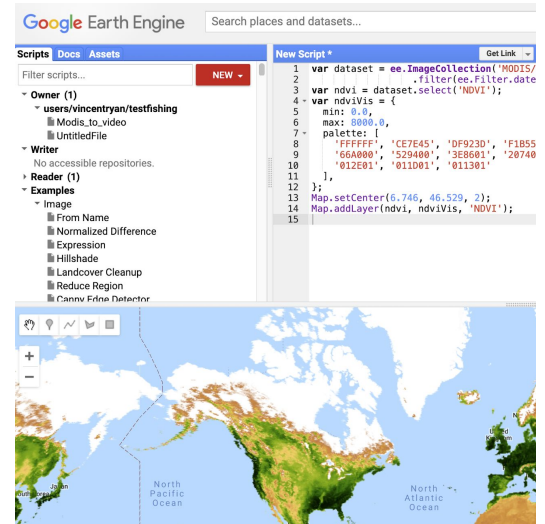 Google Earth Engine
Search places and datasets...
Scripts Docs Assets
Filter scripts...
NEW
Owner (1)
users/vincentryan/testfishing
Modis_to_video
UntitledFile
Writer
No accessible repositories.
Reader (1)
Examples
Image
From Name
Normalized Difference
Expression
Hillshade
Landcover Cleanup
Reduce Region
Canny Edge Detector
New Script *
Get Link
1 var dataset = ee.ImageCollection('MODIS/
2 .filter(ee.Filter.date
3 var ndvi = dataset.select('NDVI');
4 var ndviVis = {
5 min: 0.0,
6 max: 8000.0,
7 palette: [
8 'FFFFFF', 'CE7E45', 'DF923D', 'F1B55
9 '66A000', '529400', '3E8601', '20740
10 '012E01', '011D01', '011301'
11 ],
12 };
13 Map.setCenter(6.746, 46.529, 2);
14 Map.addLayer(ndvi, ndviVis, 'NDVI');
15
+
−
North
Pacific
Ocean
North
Atlantic
Ocean